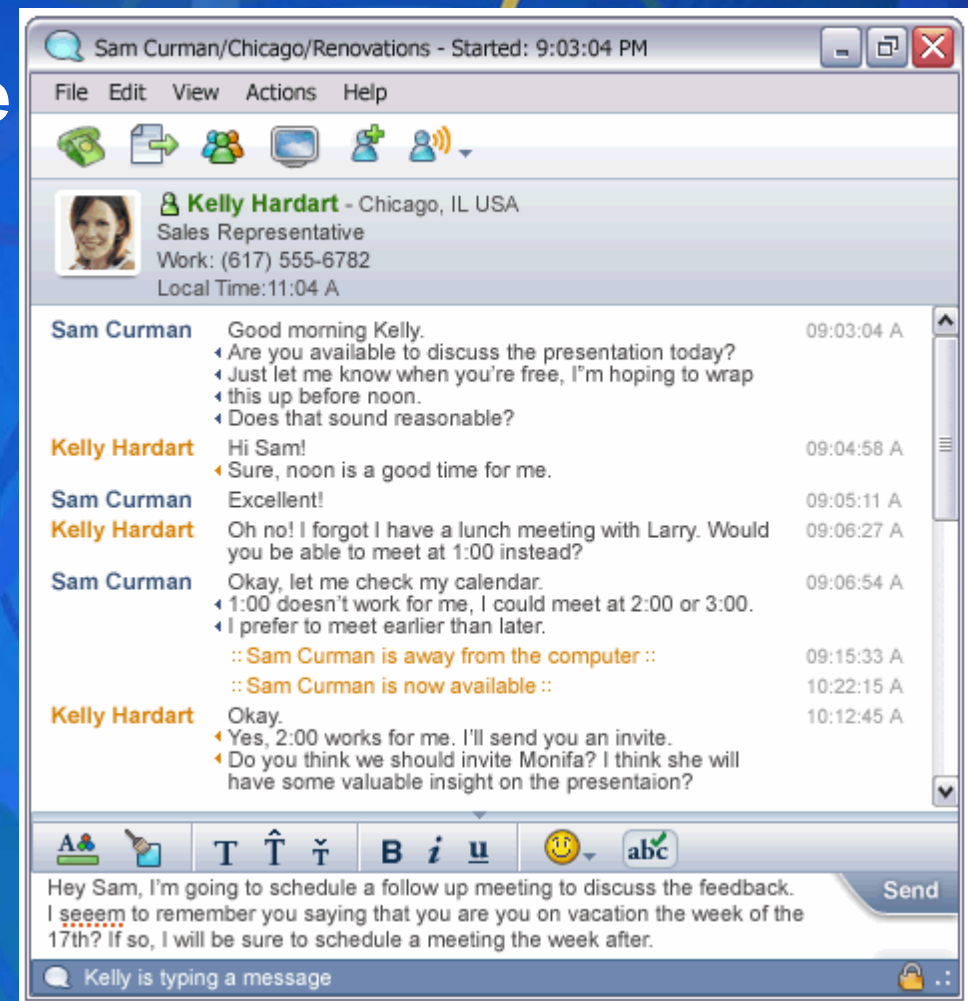 e
Sam Curman/Chicago/Renovations - Started: 9:03:04 PM
File Edit View Actions Help
Kelly Hardart - Chicago, IL USA
Sales Representative
Work: (617) 555-6782
Local Time:11:04 A
Sam Curman Good morning Kelly. 09:03:04 A
Are you available to discuss the presentation today?
Just let me know when you're free, I"m hoping to wrap
this up before noon.
Does that sound reasonable?
Kelly Hardart Hi Sam! 09:04:58 A
Sure, noon is a good time for me.
Sam Curman Excellent! 09:05:11 A
Kelly Hardart Oh no! I forgot I have a lunch meeting with Larry. Would 09:06:27 A
you be able to meet at 1:00 instead?
Sam Curman Okay, let me check my calendar. 09:06:54 A
1:00 doesn't work for me, I could meet at 2:00 or 3:00.
I prefer to meet earlier than later.
:: Sam Curman is away from the computer :: 09:15:33 A
:: Sam Curman is now available :: 10:22:15 A
Kelly Hardart Okay. 10:12:45 A
Yes, 2:00 works for me. I'll send you an invite.
Do you think we should invite Monifa? I think she will
have some valuable insight on the presentaion?
A T T̂ Ť B i u abc
Hey Sam, I'm going to schedule a follow up meeting to discuss the feedback. Send
I seeem to remember you saying that you are you on vacation the week of the
17th? If so, I will be sure to schedule a meeting the week after.
Kelly is typing a message